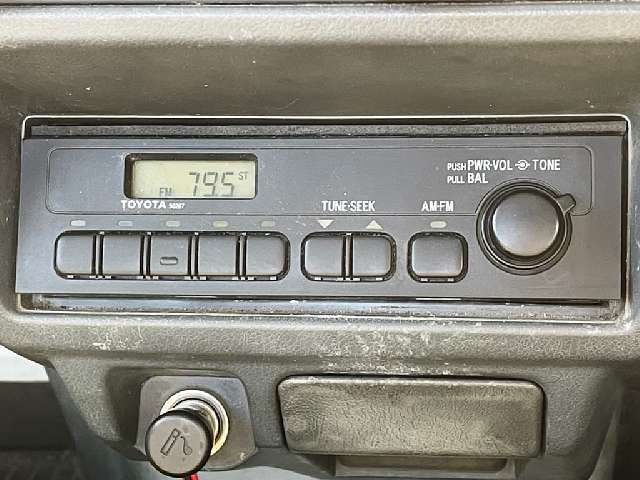 FM 79.5 ST
TOYOTA
TUNE·SEEK
AM·FM
PUSH PWR·VOL TONE
PULL BAL